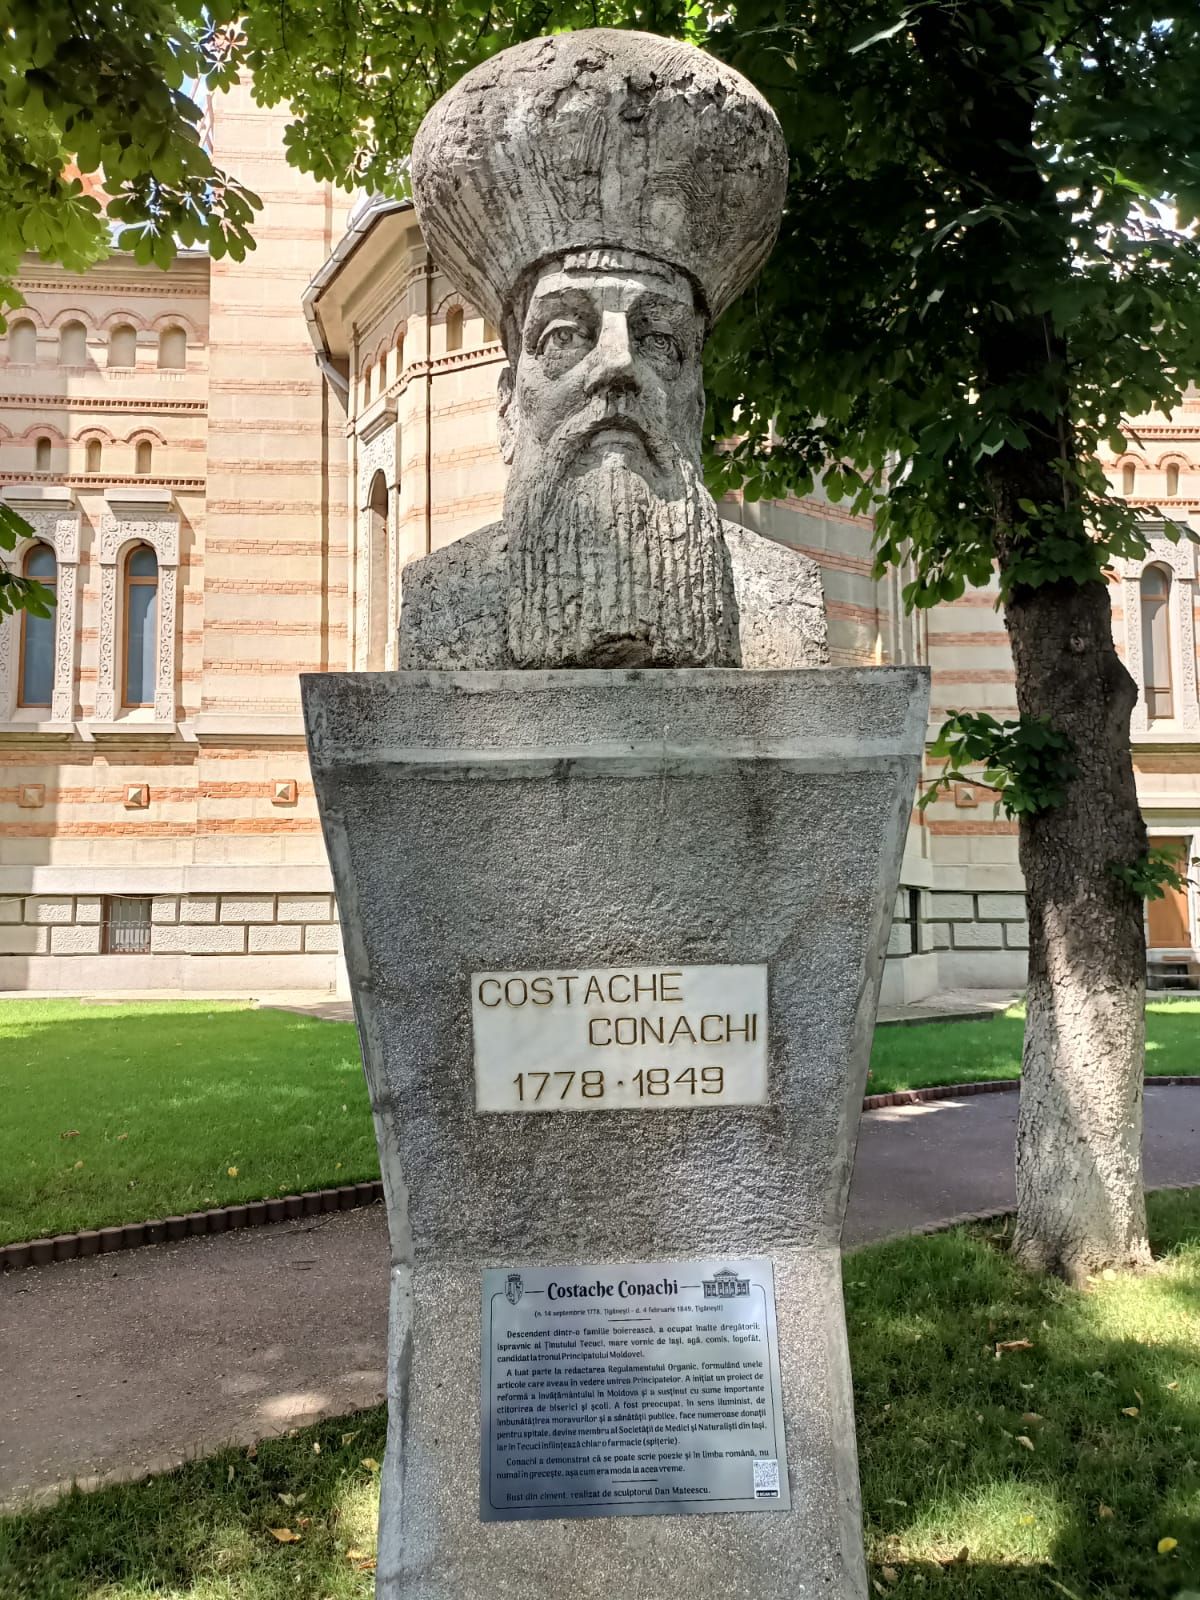 COSTACHE
CONACHI
1778 · 1849
Costache Conachi
(n. 14 septembrie 1778, Țigănești - d. 4 februarie 1849, Țigănești)
Descendent dintr-o familie boierească, a ocupat înalte dregătorii:
ispravnic al Ținutului Tecuci, mare vornic de Iași, agă, comis, logofăt,
candidat la tronul Principatului Moldovei.
A luat parte la redactarea Regulamentului Organic, formulând unele
articole care aveau în vedere unirea Principatelor. A inițiat un proiect de
reformă a învățământului în Moldova și a susținut cu sume importante
ctitorirea de biserici și școli. A fost preocupat, în sens iluminist, de
îmbunătățirea moravurilor și a sănătății publice, face numeroase donații
pentru spitale, devine membru al Societății de Medici și Naturaliști din Iași,
iar în Tecuci înființează chiar o farmacie (spițerie).
Conachi a demonstrat că se poate scrie poezie și în limba română, nu
numai în grecește, așa cum era moda la acea vreme.
Bust din ciment, realizat de sculptorul Dan Mateescu.